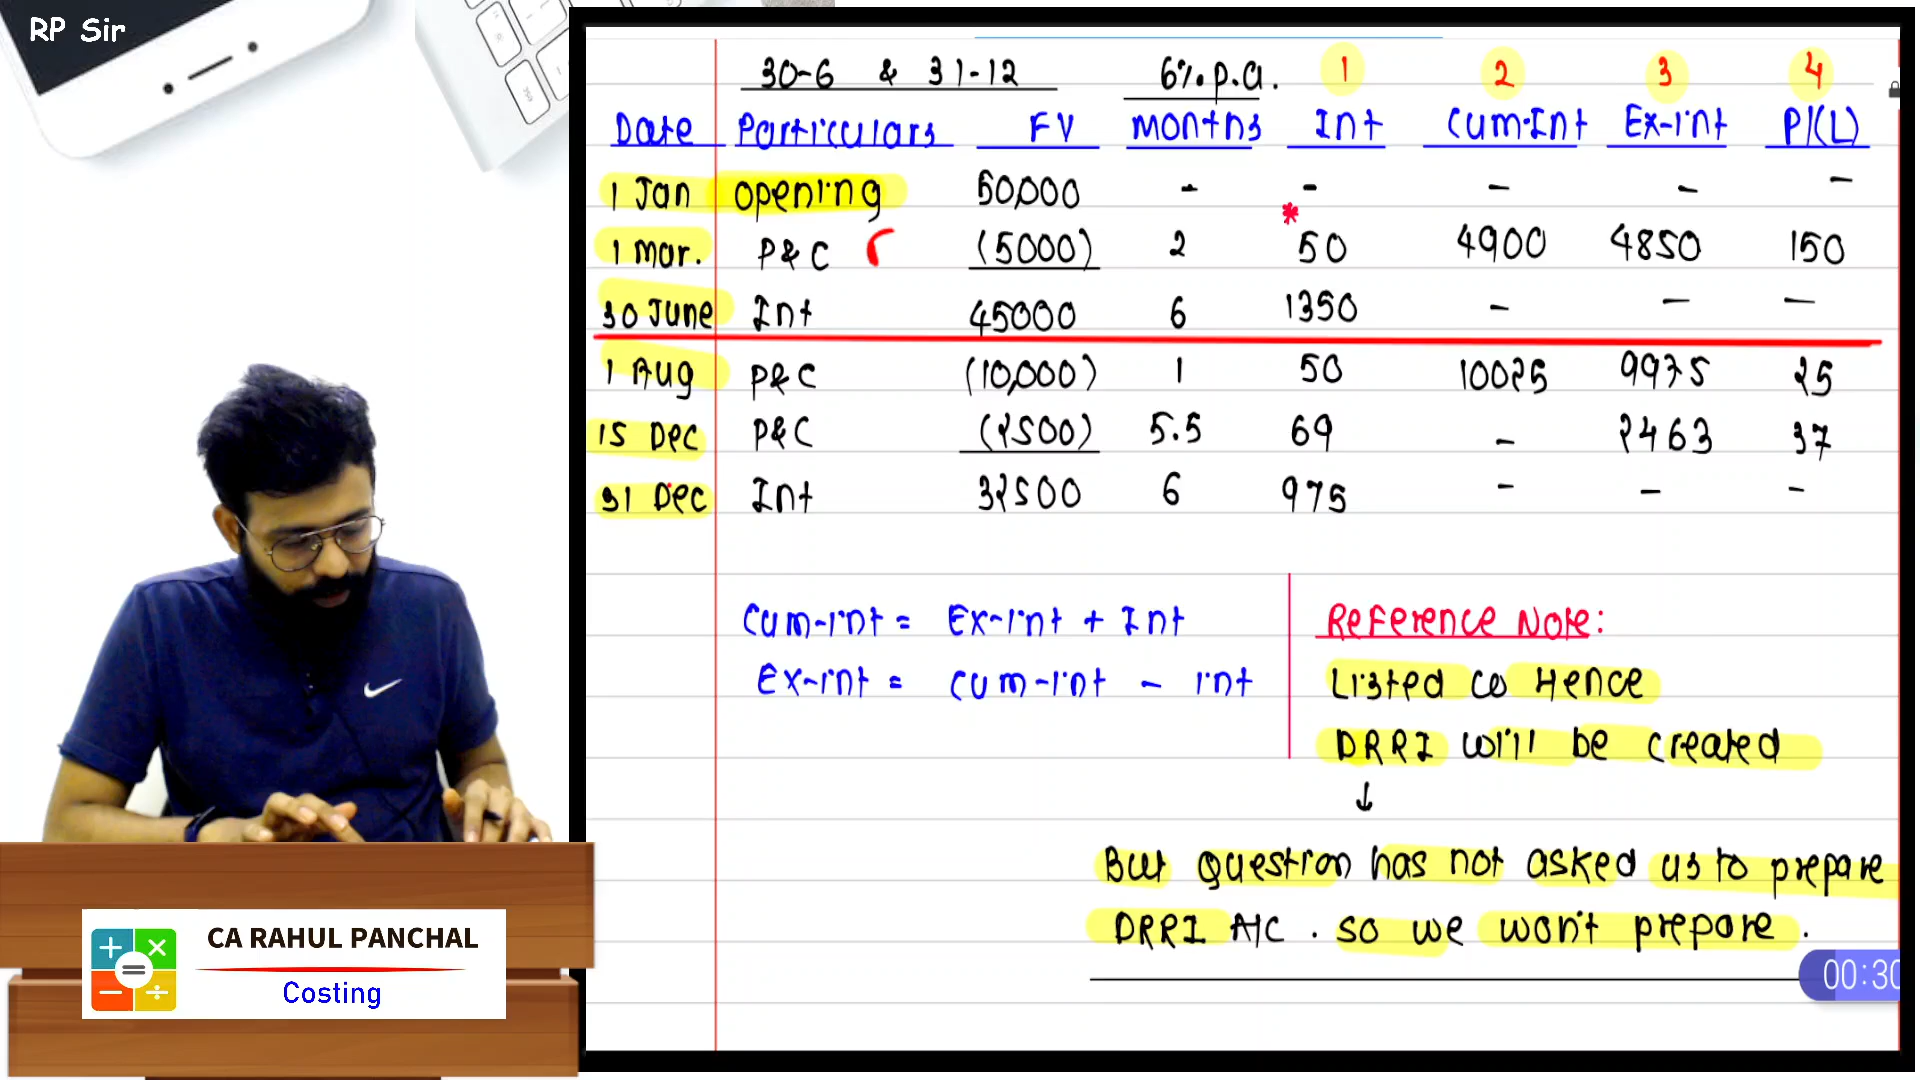 RP Sir
30-6 & 31-12 6% p.a. 1 2 3 4
Date Particulars FV Months Int Cum-Int Ex-int P/(L)
1 Jan opening 50,000 - - - - -
*
1 Mar. P&C (5000) 2 50 4900 4850 150
30 June Int 45000 6 1350 - - -
1 Aug P&C (10,000) 1 50 10025 9975 25
15 Dec P&C (2500) 5.5 69 - 2463 37
31 Dec Int 32500 6 975 - - -
Cum-int = Ex-int + Int
Ex-int = Cum-int - int
Reference Note:
Listed co Hence
DRRI will be created
↓
But question has not asked us to prepare
DRRI A/C . so we won't prepare .
CA RAHUL PANCHAL
Costing
00:30